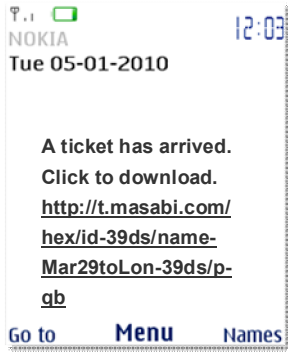 12:03
NOKIA
Tue 05-01-2010
A ticket has arrived.
Click to download.
http://t.masabi.com/
hex/id-39ds/name-
Mar29toLon-39ds/p-
gb
Go to Menu Names